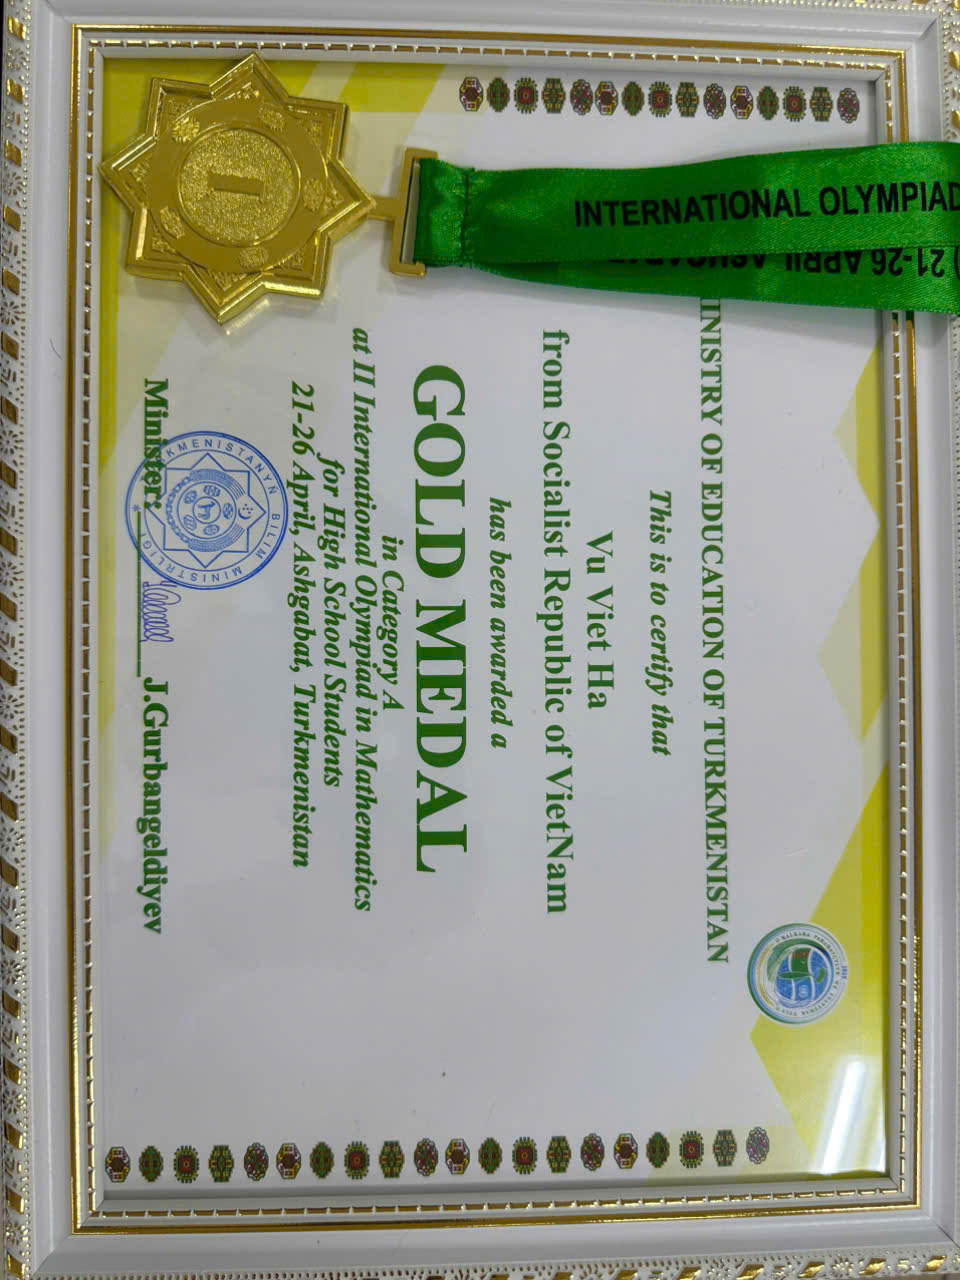 INTERNATIONAL OLYMPIAD
21-26 APRIL
MINISTRY OF EDUCATION OF TURKMENISTAN
This is to certify that
Vu Viet Ha
from Socialist Republic of VietNam
has been awarded a
GOLD MEDAL
in Category A
at II International Olympiad in Mathematics
for High School Students
21-26 April, Ashgabat, Turkmenistan
Minister: J.Gurbangeldiyev
BILIM MINISTRLIGI
I